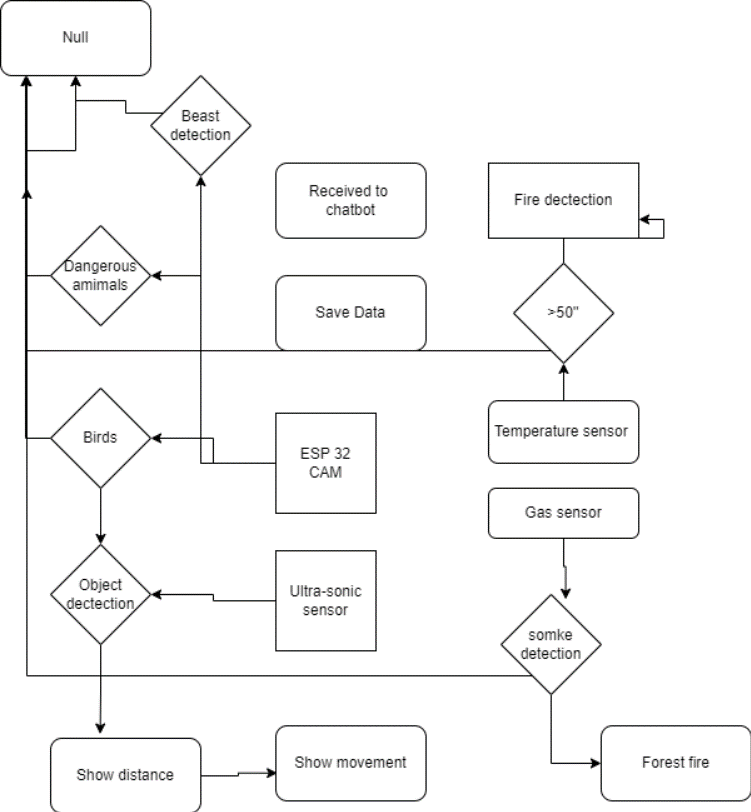 Null
Beast
detection
Received to
chatbot
Fire dectection
Dangerous
amimals
Save Data
>50"
Birds
ESP 32
CAM
Temperature sensor
Gas sensor
Object
dectection
Ultra-sonic
sensor
somke
detection
Show distance
Show movement
Forest fire